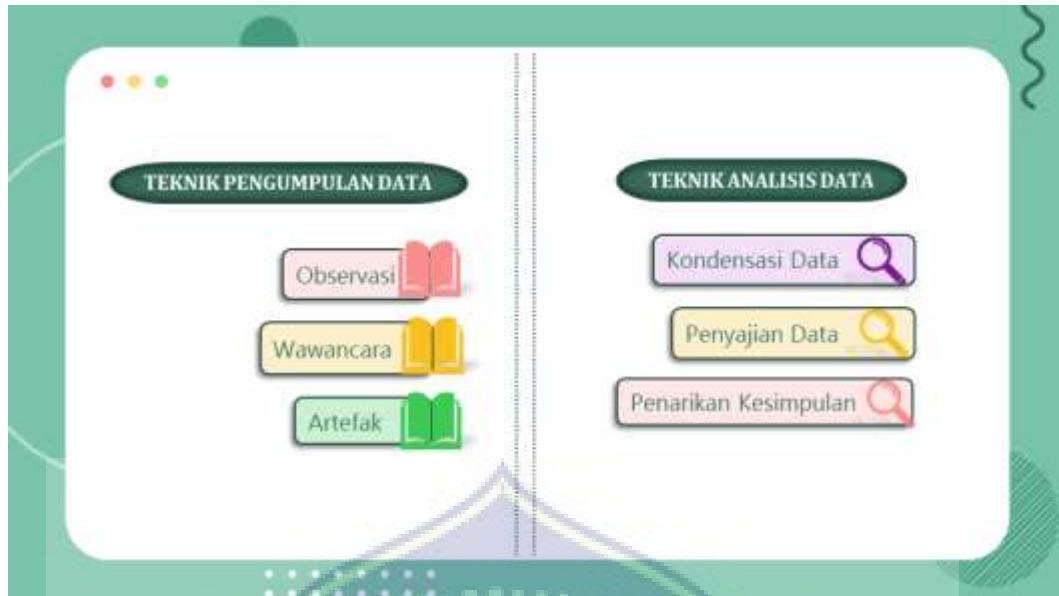 TEKNIK PENGUMPULAN DATA
Observasi
Wawancara
Artefak
TEKNIK ANALISIS DATA
Kondensasi Data
Penyajian Data
Penarikan Kesimpulan